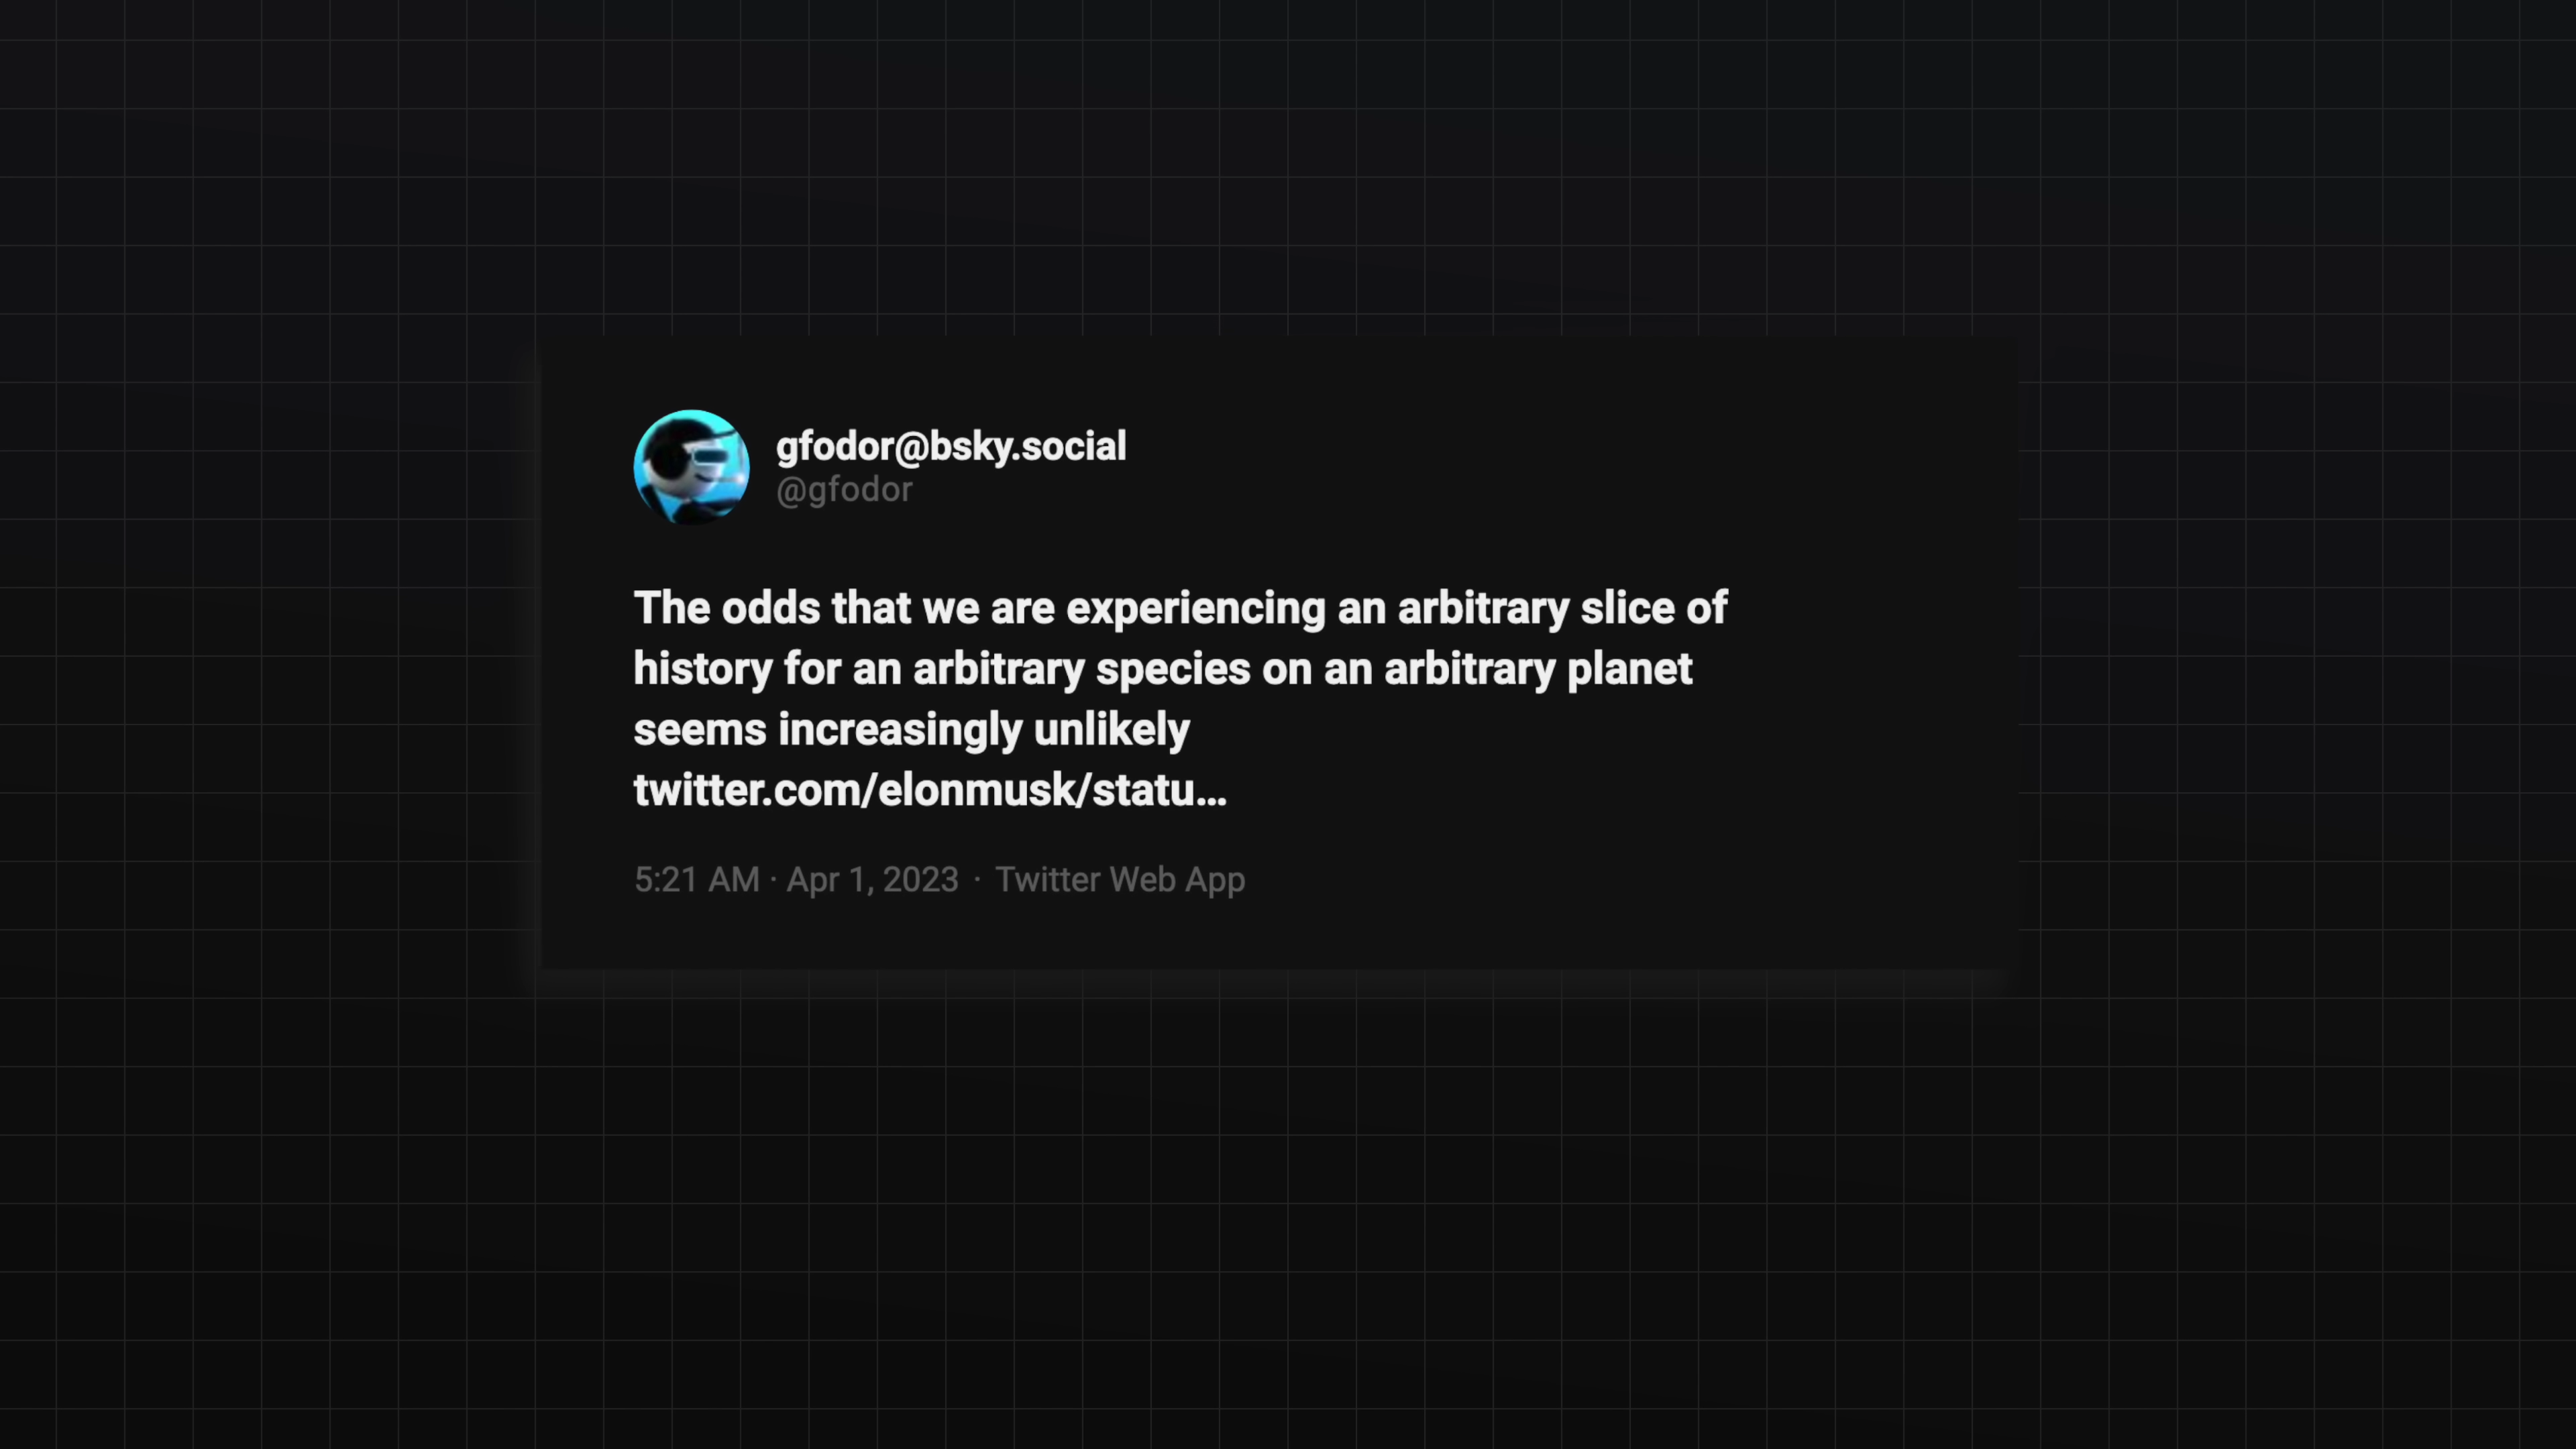 gfodor@bsky.social
@gfodor
The odds that we are experiencing an arbitrary slice of
history for an arbitrary species on an arbitrary planet
seems increasingly unlikely
twitter.com/elonmusk/statu…
5:21 AM · Apr 1, 2023 · Twitter Web App